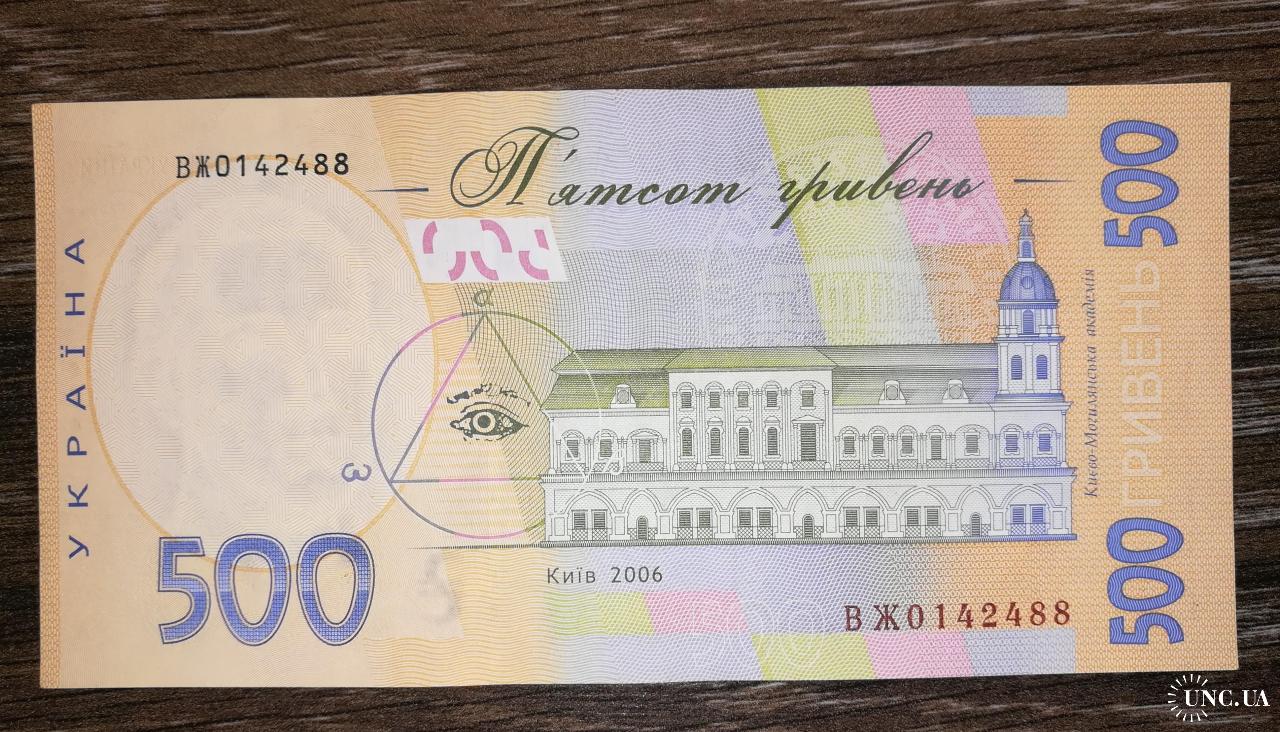 ВЖ0142488
П'ятсот гривень
500
УКРАЇНА
α
ω
Києво-Могилянська академія
ГРИВЕНЬ
500
500
Київ 2006
ВЖ0142488
UNC.UA